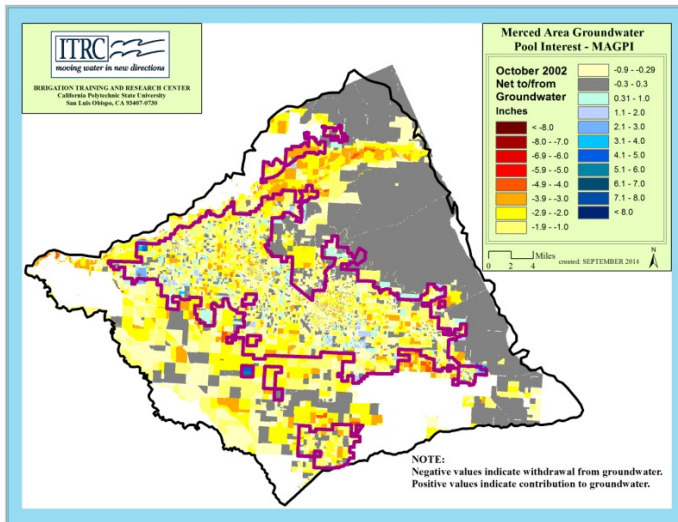 ITRC
moving water in new directions
IRRIGATION TRAINING AND RESEARCH CENTER
California Polytechnic State University
San Luis Obispo, CA 93407-0730
Merced Area Groundwater
Pool Interest - MAGPI
October 2002
Net to/from
Groundwater
Inches
< -8.0
-8.0 - -7.0
-6.9 - -6.0
-5.9 - -5.0
-4.9 - -4.0
-3.9 - -3.0
-2.9 - -2.0
-1.9 - -1.0
-0.9 - -0.29
-0.3 - 0.3
0.31 - 1.0
1.1 - 2.0
2.1 - 3.0
3.1 - 4.0
4.1 - 5.0
5.1 - 6.0
6.1 - 7.0
7.1 - 8.0
< 8.0
Miles
0 2 4
created: SEPTEMBER 2014
N
NOTE:
Negative values indicate withdrawal from groundwater.
Positive values indicate contribution to groundwater.